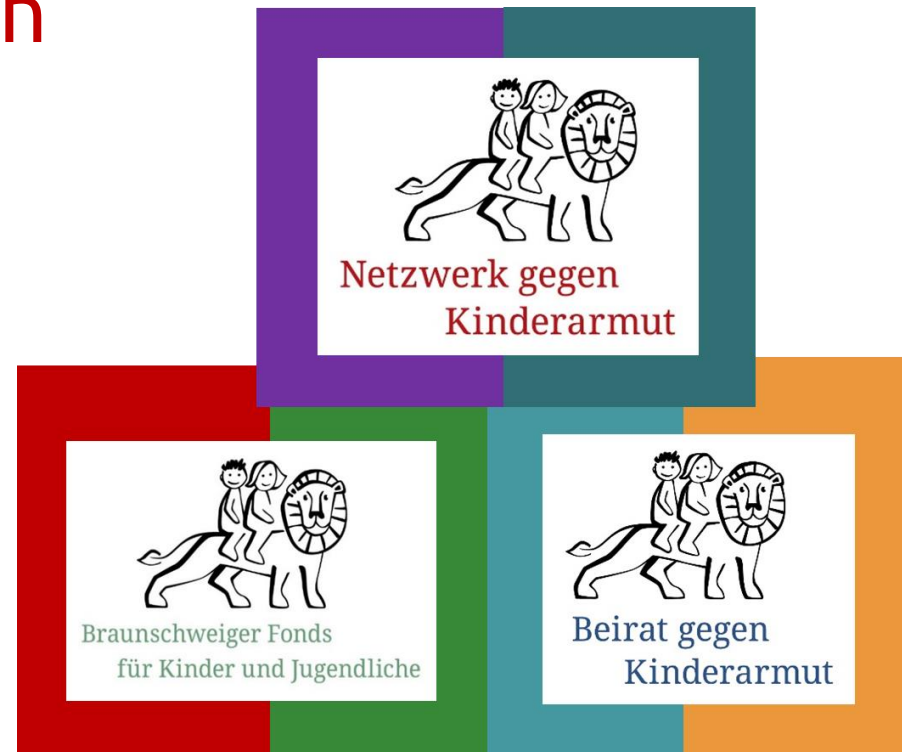 n
Netzwerk gegen
Kinderarmut
Braunschweiger Fonds
für Kinder und Jugendliche
Beirat gegen
Kinderarmut